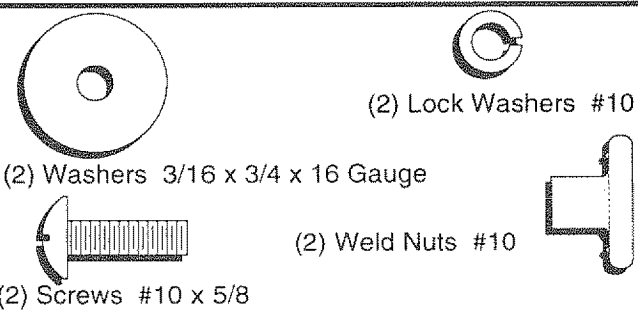 (2) Lock Washers #10
(2) Washers 3/16 x 3/4 x 16 Gauge
(2) Weld Nuts #10
(2) Screws #10 x 5/8